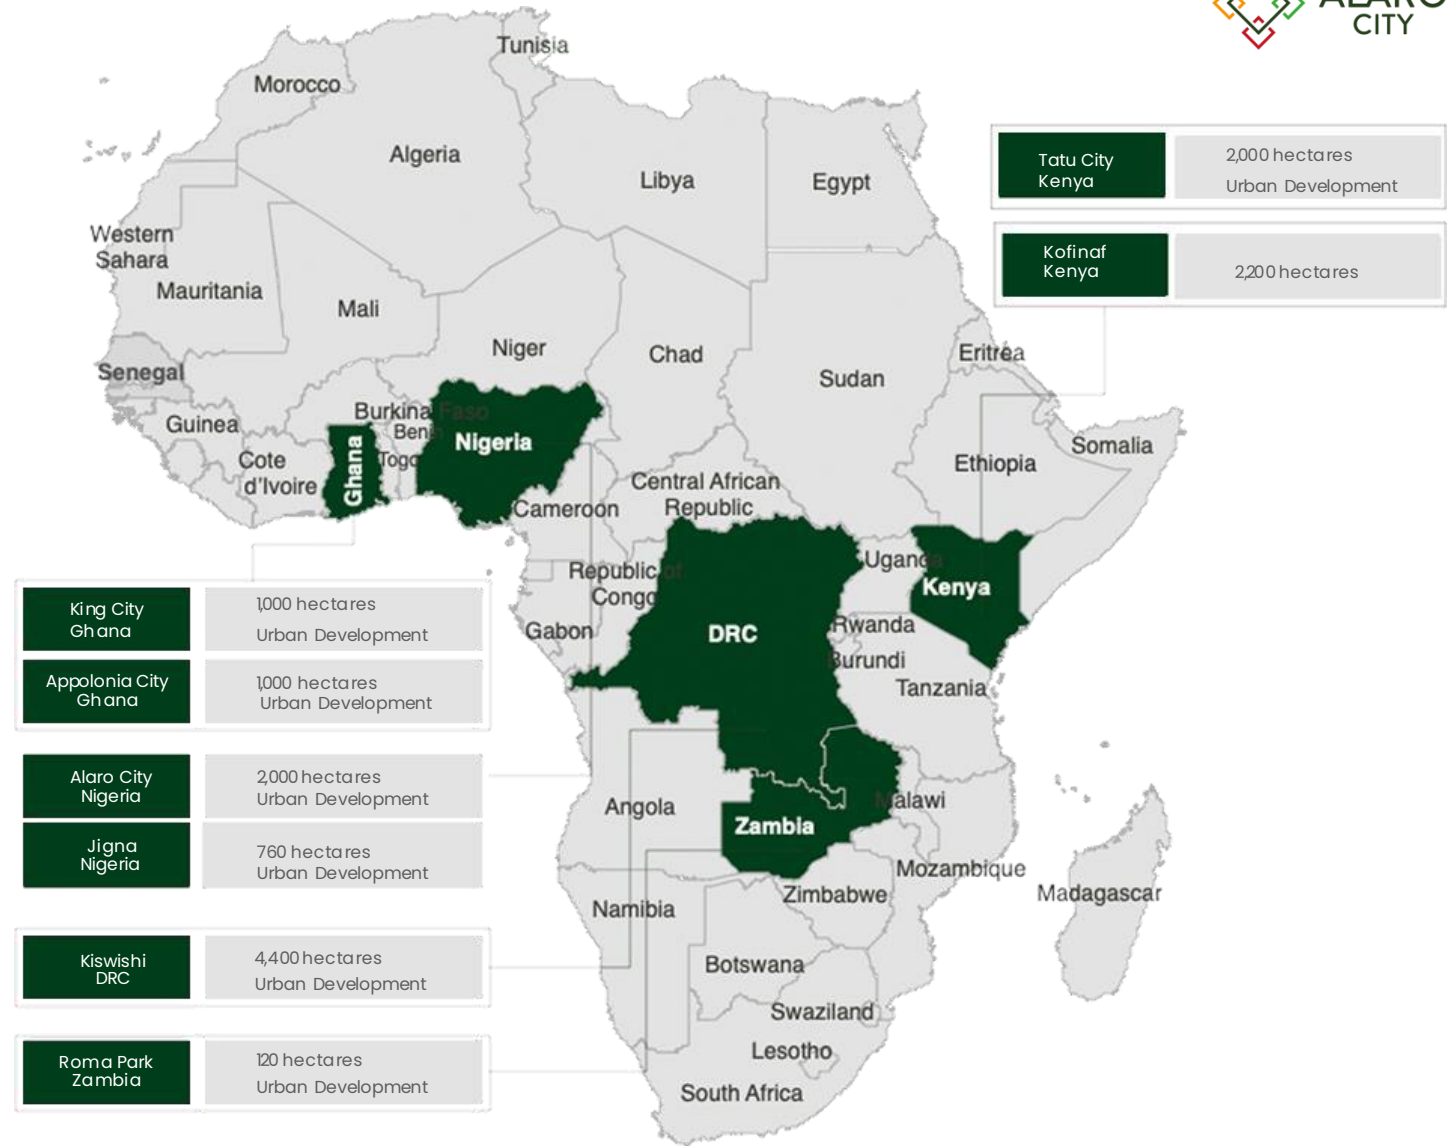 ALARO
CITY
Tunisia
Morocco
Algeria
Libya
Egypt
Western
Sahara
Mauritania
Mali
Niger
Chad
Sudan
Eritrea
Senegal
Guinea
Burkina Faso
Benin
Togo
Cote
d'Ivoire
Ghana
Nigeria
Ethiopia
Somalia
Central African
Republic
Cameroon
Republic of
Congo
Gabon
DRC
Uganda
Kenya
Rwanda
Burundi
Tanzania
Angola
Zambia
Malawi
Mozambique
Zimbabwe
Namibia
Botswana
Madagascar
Swaziland
Lesotho
South Africa
Tatu City
Kenya
2,000 hectares
Urban Development
Kofinaf
Kenya
2,200 hectares
King City
Ghana
1,000 hectares
Urban Development
Appolonia City
Ghana
1,000 hectares
Urban Development
Alaro City
Nigeria
2,000 hectares
Urban Development
Jigna
Nigeria
760 hectares
Urban Development
Kiswishi
DRC
4,400 hectares
Urban Development
Roma Park
Zambia
120 hectares
Urban Development